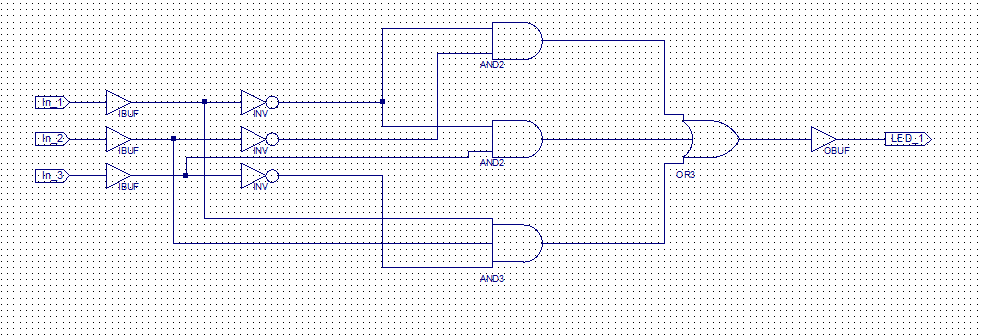 AND2
In_1
IBUF
INV
In_2
IBUF
INV
AND2
OBUF
LED_1
In_3
IBUF
INV
OR3
AND3